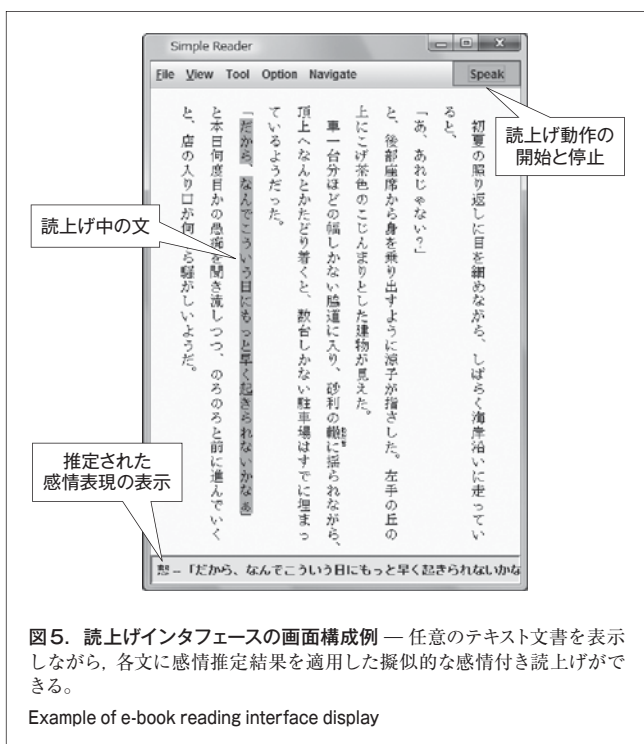 Simple Reader
File View Tool Option Navigate
Speak
読上げ動作の
開始と停止
初夏の照り返しに目を細めながら、しばらく海岸沿いに走ってい
ると、
「あ、あれじゃない？」
と、後部座席から身を乗り出すように涼子が指さした。左手の丘の
上にこげ茶色のこじんまりとした建物が見えた。
車一台分ほどの幅しかない脇道に入り、砂利の轍に揺られながら、
頂上へなんとかたどり着くと、数台しかない駐車場はすでに埋まっ
ているようだった。
「だから、なんでこういう日にもっと早く起きられないかなぁ」
と本日何度目かの愚痴を聞き流しつつ、のろのろと前に進んでいく
と、店の入り口が何やら騒がしいようだ。
読上げ中の文
推定された
感情表現の表示
怒 – 「だから、なんでこういう日にもっと早く起きられないかな
図5. 読上げインタフェースの画面構成例 — 任意のテキスト文書を表示
しながら，各文に感情推定結果を適用した擬似的な感情付き読上げがで
きる。
Example of e-book reading interface display